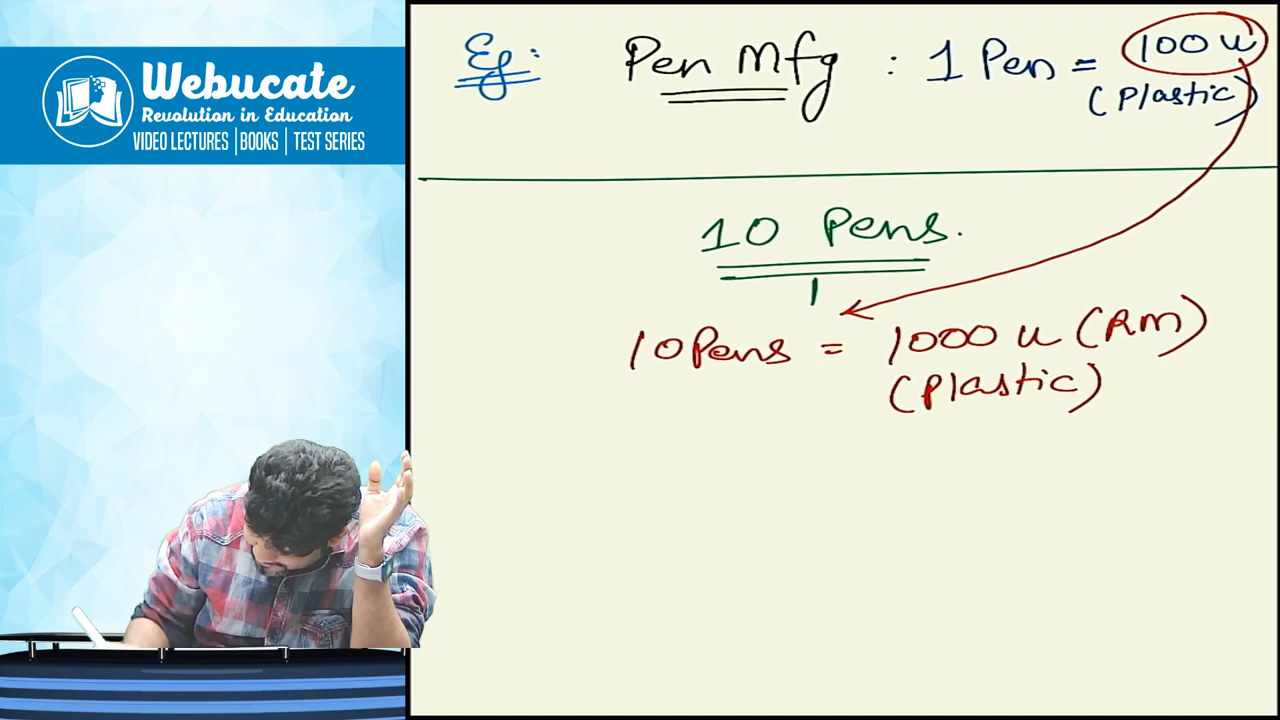 Webucate
Revolution in Education
VIDEO LECTURES | BOOKS | TEST SERIES
Eg: Pen Mfg : 1 Pen = 100 u
(Plastic)
10 Pens.
10 Pens = 1000 u (RM)
(Plastic)